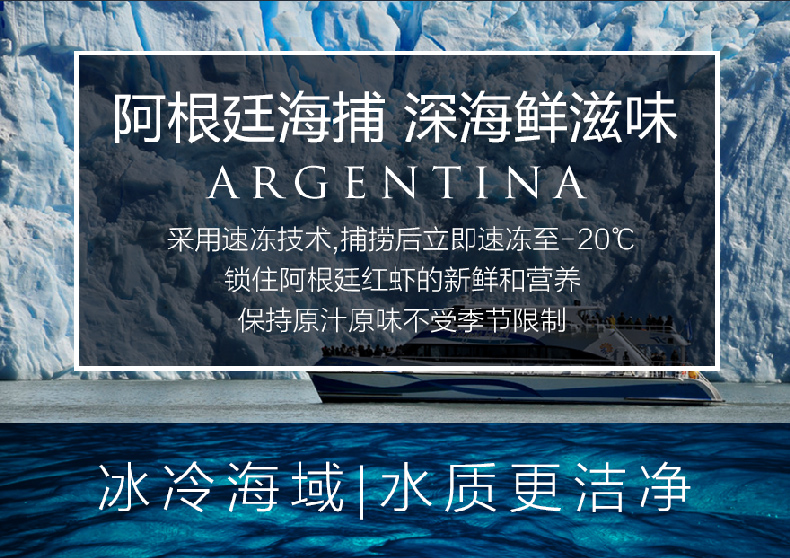 阿根廷海捕 深海鲜滋味
ARGENTINA
采用速冻技术,捕捞后立即速冻至-20℃
锁住阿根廷红虾的新鲜和营养
保持原汁原味不受季节限制
冰冷海域|水质更洁净